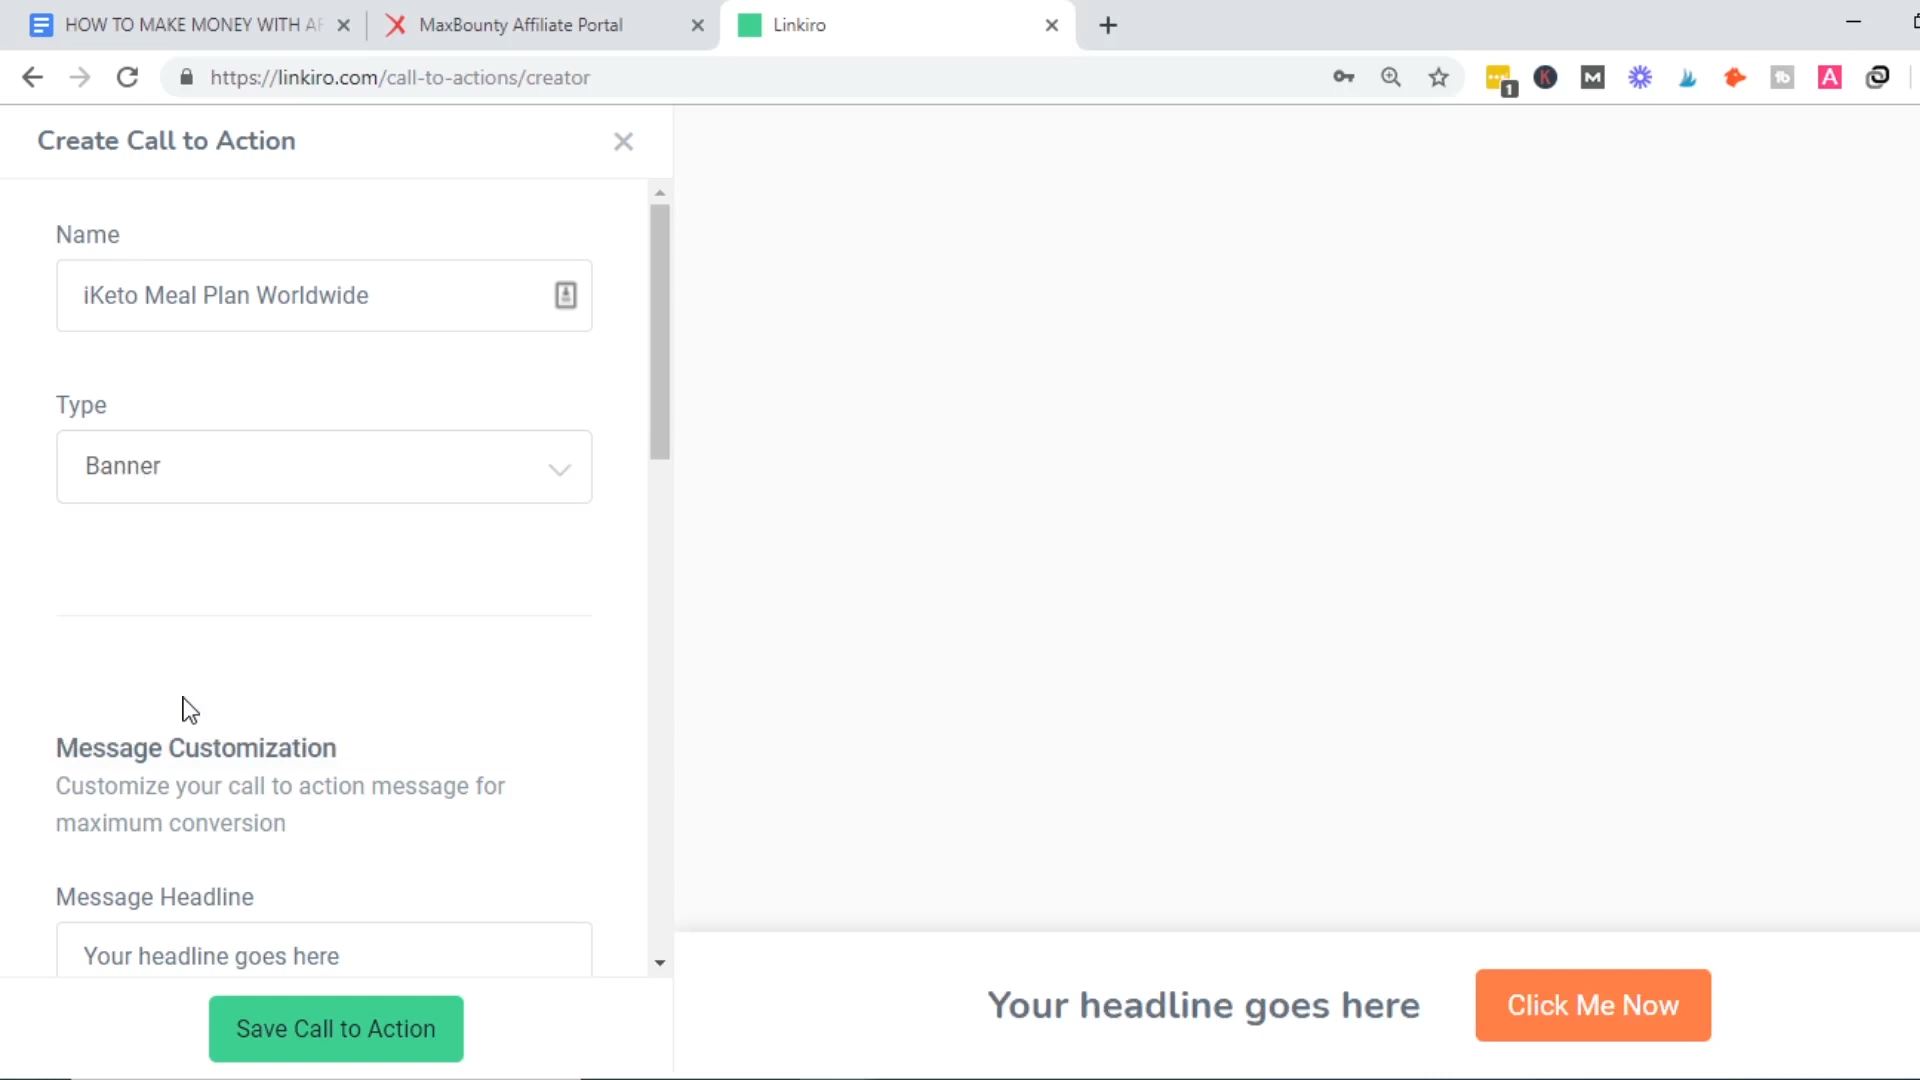 HOW TO MAKE MONEY WITH AF
MaxBounty Affiliate Portal
Linkiro
https://linkiro.com/call-to-actions/creator
1
K
M
tb
A
Create Call to Action
Name
iKeto Meal Plan Worldwide
Type
Banner
Message Customization
Customize your call to action message for
maximum conversion
Message Headline
Your headline goes here
Save Call to Action
Your headline goes here
Click Me Now